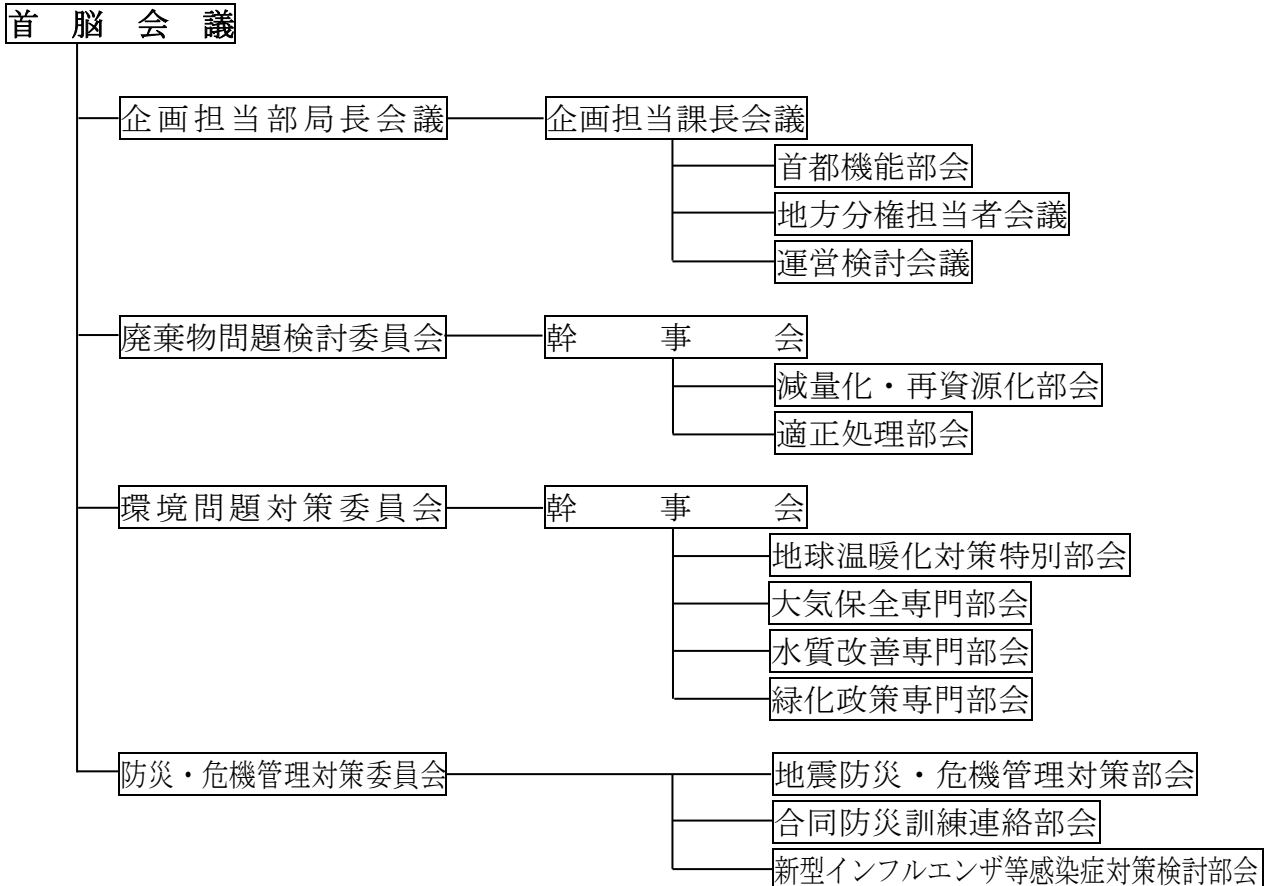 首脳会議
企画担当部局長会議 企画担当課長会議
首都機能部会
地方分権担当者会議
運営検討会議
廃棄物問題検討委員会 幹事会
減量化・再資源化部会
適正処理部会
環境問題対策委員会 幹事会
地球温暖化対策特別部会
大気保全専門部会
水質改善専門部会
緑化政策専門部会
防災・危機管理対策委員会 地震防災・危機管理対策部会
合同防災訓練連絡部会
新型インフルエンザ等感染症対策検討部会